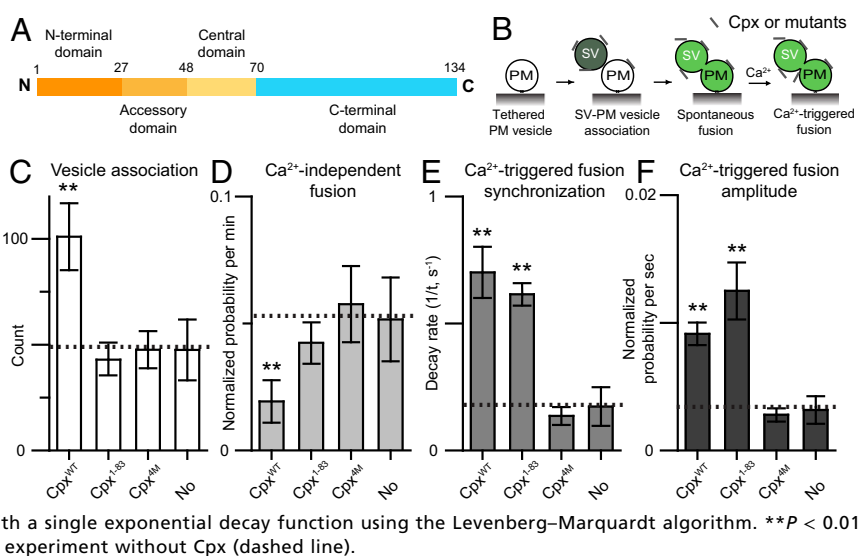 A
N-terminal domain
Central domain
1 27 48 70 134
N C
Accessory domain
C-terminal domain
B
Cpx or mutants
SV SV SV
PM PM PM PM
Ca²⁺
Tethered PM vesicle
SV-PM vesicle association
Spontaneous fusion
Ca²⁺-triggered fusion
C
Vesicle association
Count
100
0
**
Cpxᵂᵀ Cpx¹⁻⁸³ Cpx⁴ᴹ No
D
Ca²⁺-independent fusion
Normalized probability per min
0.1
0
**
Cpxᵂᵀ Cpx¹⁻⁸³ Cpx⁴ᴹ No
E
Ca²⁺-triggered fusion synchronization
Decay rate (1/t, s⁻¹)
1
0
** **
Cpxᵂᵀ Cpx¹⁻⁸³ Cpx⁴ᴹ No
F
Ca²⁺-triggered fusion amplitude
Normalized probability per sec
0.02
0
** **
Cpxᵂᵀ Cpx¹⁻⁸³ Cpx⁴ᴹ No
th a single exponential decay function using the Levenberg–Marquardt algorithm. **P < 0.01
experiment without Cpx (dashed line).